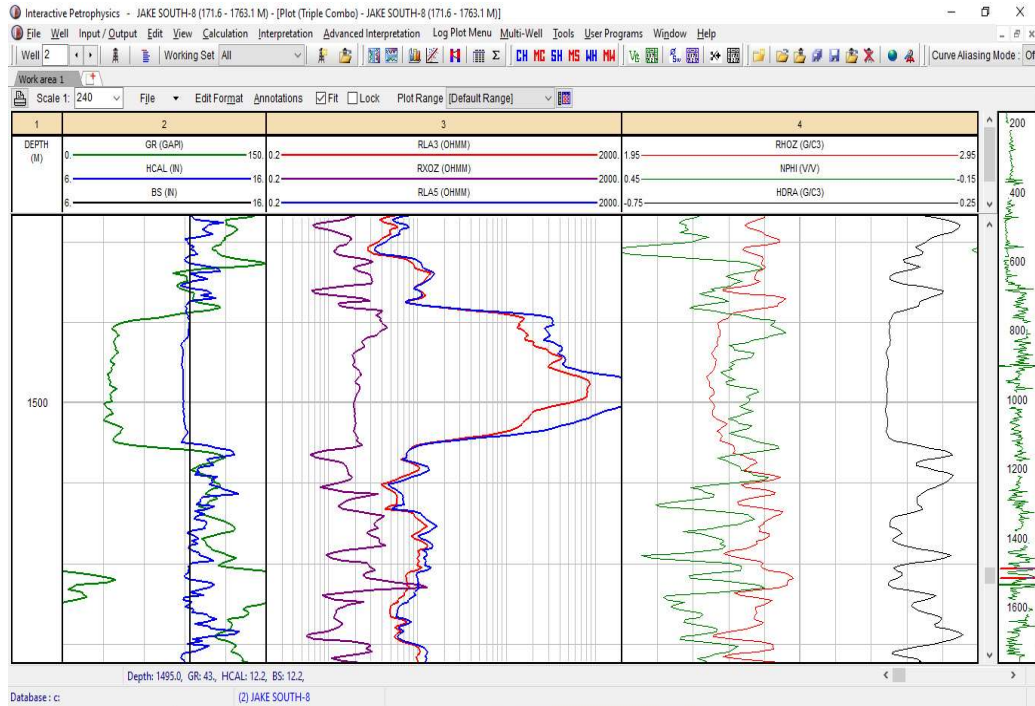 Interactive Petrophysics - JAKE SOUTH-8 (171.6 - 1763.1 M) - [Plot (Triple Combo) - JAKE SOUTH-8 (171.6 - 1763.1 M)]
File Well Input / Output Edit View Calculation Interpretation Advanced Interpretation Log Plot Menu Multi-Well Tools User Programs Window Help
Well 2 Working Set All Σ CH MC SH MS WH MW Curve Aliasing Mode : Of
Work area 1
Scale 1: 240 File Edit Format Annotations Fit Lock Plot Range [Default Range]
1 2 3 4
DEPTH (M)
GR (GAPI)
0. 150.
HCAL (IN)
6. 16.
BS (IN)
6. 16.
RLA3 (OHMM)
0.2 2000.
RXOZ (OHMM)
0.2 2000.
RLA5 (OHMM)
0.2 2000.
RHOZ (G/C3)
1.95 2.95
NPHI (V/V)
0.45 -0.15
HDRA (G/C3)
-0.75 0.25
1500
200
400
600
800
1000
1200
1400
1600
Depth: 1495.0, GR: 43., HCAL: 12.2, BS: 12.2,
Database : c: (2) JAKE SOUTH-8